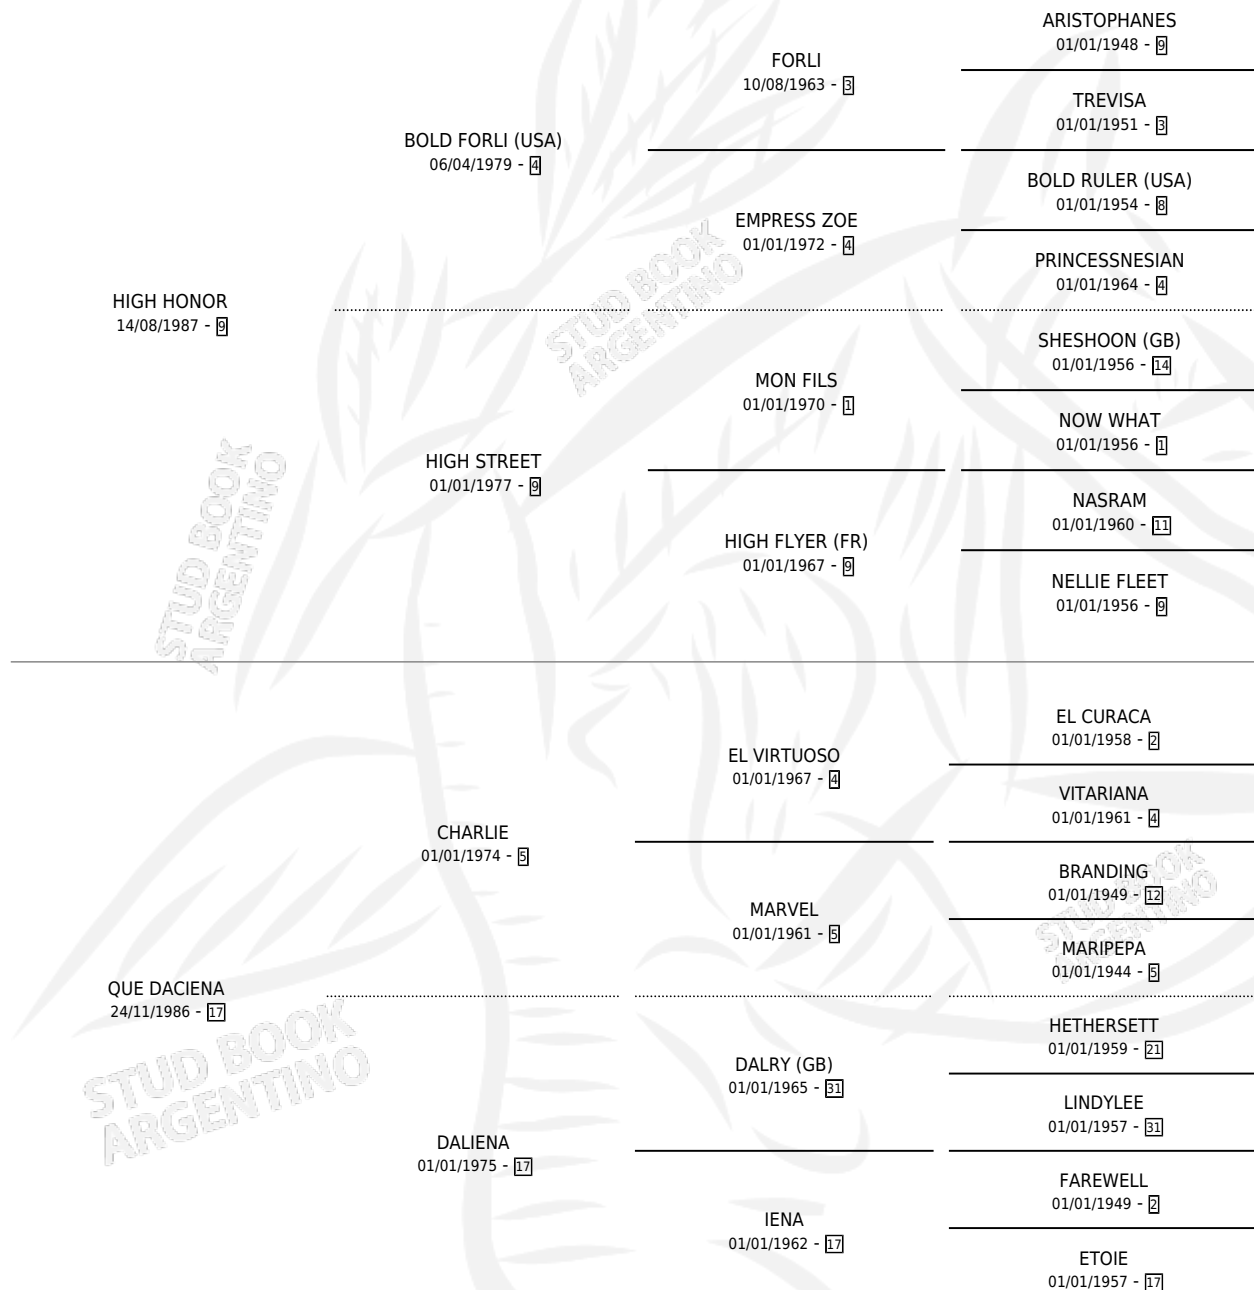 ARISTOPHANES
01/01/1948 - 9
FORLI
10/08/1963 - 3
TREVISA
01/01/1951 - 3
BOLD FORLI (USA)
06/04/1979 - 4
BOLD RULER (USA)
01/01/1954 - 8
EMPRESS ZOE
01/01/1972 - 4
PRINCESSNESIAN
01/01/1964 - 4
HIGH HONOR
14/08/1987 - 9
SHESHOON (GB)
01/01/1956 - 14
MON FILS
01/01/1970 - 1
NOW WHAT
01/01/1956 - 1
HIGH STREET
01/01/1977 - 9
NASRAM
01/01/1960 - 11
HIGH FLYER (FR)
01/01/1967 - 9
NELLIE FLEET
01/01/1956 - 9
EL CURACA
01/01/1958 - 2
EL VIRTUOSO
01/01/1967 - 4
VITARIANA
01/01/1961 - 4
CHARLIE
01/01/1974 - 5
BRANDING
01/01/1949 - 12
MARVEL
01/01/1961 - 5
MARIPEPA
01/01/1944 - 5
QUE DACIENA
24/11/1986 - 17
HETHERSETT
01/01/1959 - 21
DALRY (GB)
01/01/1965 - 31
LINDYLEE
01/01/1957 - 31
DALIENA
01/01/1975 - 17
FAREWELL
01/01/1949 - 2
IENA
01/01/1962 - 17
ETOIE
01/01/1957 - 17
STUD BOOK
ARGENTINO
STUD BOOK
ARGENTINO
STUD BOOK
ARGENTINO
STUD BOOK
ARGENTINO